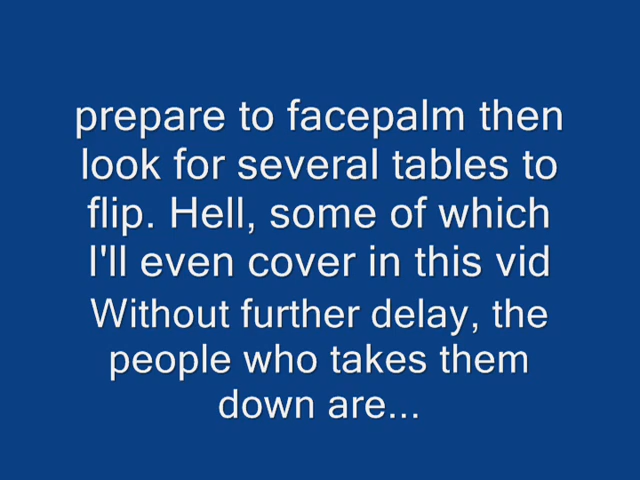 prepare to facepalm then
look for several tables to
flip. Hell, some of which
I'll even cover in this vid
Without further delay, the
people who takes them
down are...